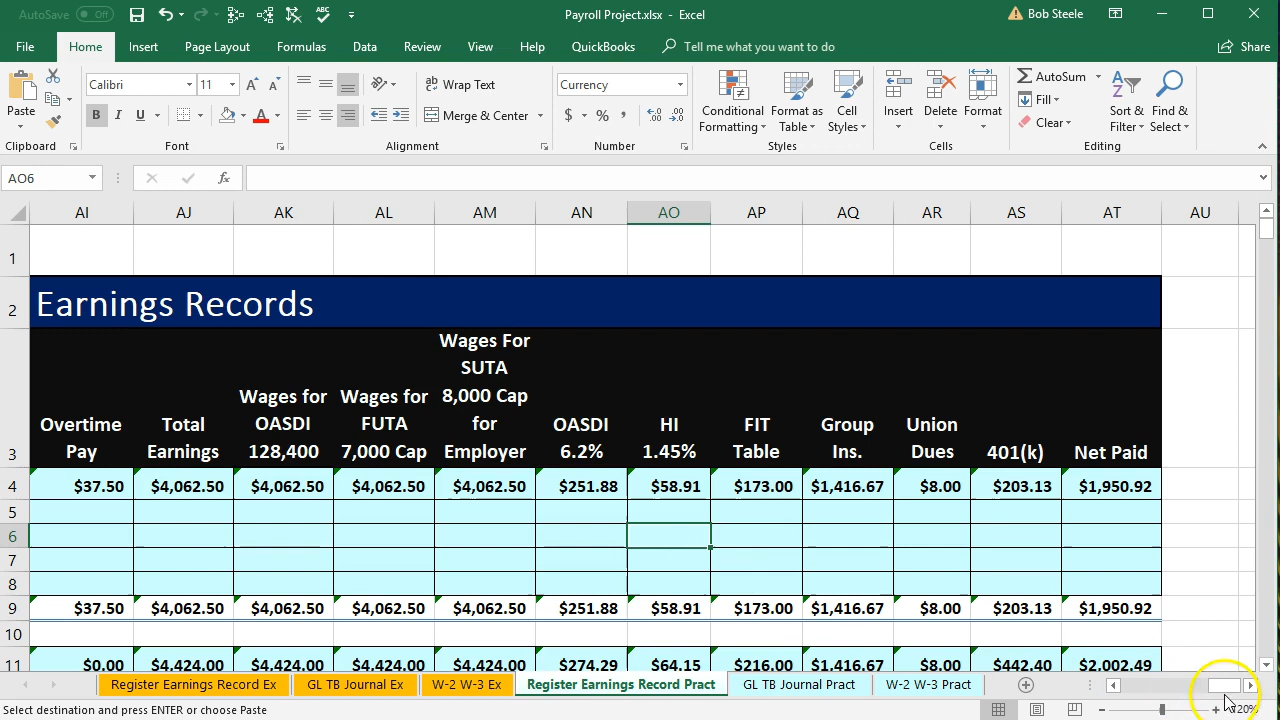 AutoSave Off Payroll Project.xlsx - Excel Bob Steele
File Home Insert Page Layout Formulas Data Review View Help QuickBooks Tell me what you want to do Share
Paste Calibri 11 A A Wrap Text Currency Conditional Format as Cell Insert Delete Format AutoSum Sort & Find &
B I U A Merge & Center $ % , Formatting Table Styles Fill Filter Select
Clear
Clipboard Font Alignment Number Styles Cells Editing
AO6 fx
AI AJ AK AL AM AN AO AP AQ AR AS AT AU
1
2 Earnings Records
Wages For
SUTA
Wages for Wages for 8,000 Cap
Overtime Total OASDI FUTA for OASDI HI FIT Group Union
3 Pay Earnings 128,400 7,000 Cap Employer 6.2% 1.45% Table Ins. Dues 401(k) Net Paid
4 $37.50 $4,062.50 $4,062.50 $4,062.50 $4,062.50 $251.88 $58.91 $173.00 $1,416.67 $8.00 $203.13 $1,950.92
5
6
7
8
9 $37.50 $4,062.50 $4,062.50 $4,062.50 $4,062.50 $251.88 $58.91 $173.00 $1,416.67 $8.00 $203.13 $1,950.92
10
11 $0.00 $4,424.00 $4,424.00 $4,424.00 $4,424.00 $274.29 $64.15 $216.00 $1,416.67 $8.00 $442.40 $2,002.49
Register Earnings Record Ex GL TB Journal Ex W-2 W-3 Ex Register Earnings Record Pract GL TB Journal Pract W-2 W-3 Pract
Select destination and press ENTER or choose Paste 120%